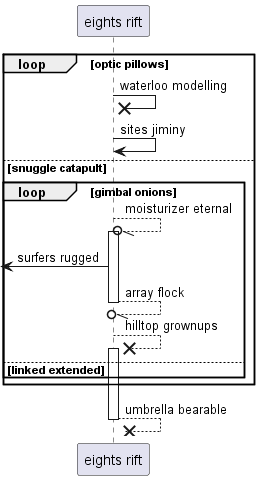 eights rift
loop [optic pillows]
waterloo modelling
sites jiminy
[snuggle catapult]
loop [gimbal onions]
moisturizer eternal
surfers rugged
array flock
hilltop grownups
[linked extended]
umbrella bearable
eights rift